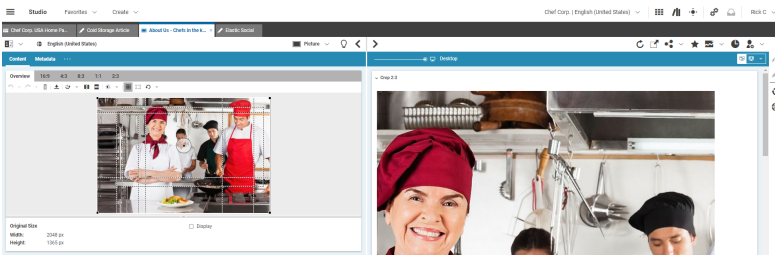 Studio Favorites Create Chef Corp. | English (United States) Rick C
Chef Corp. USA Home Pa... Cold Storage Article About Us - Chefs in the k... × Elastic Social
English (United States) Picture
Content Metadata ··· Desktop
Overview 16:9 4:3 8:3 1:1 2:3
Crop 2:3
Original Size Display
Width: 2048 px
Height: 1365 px